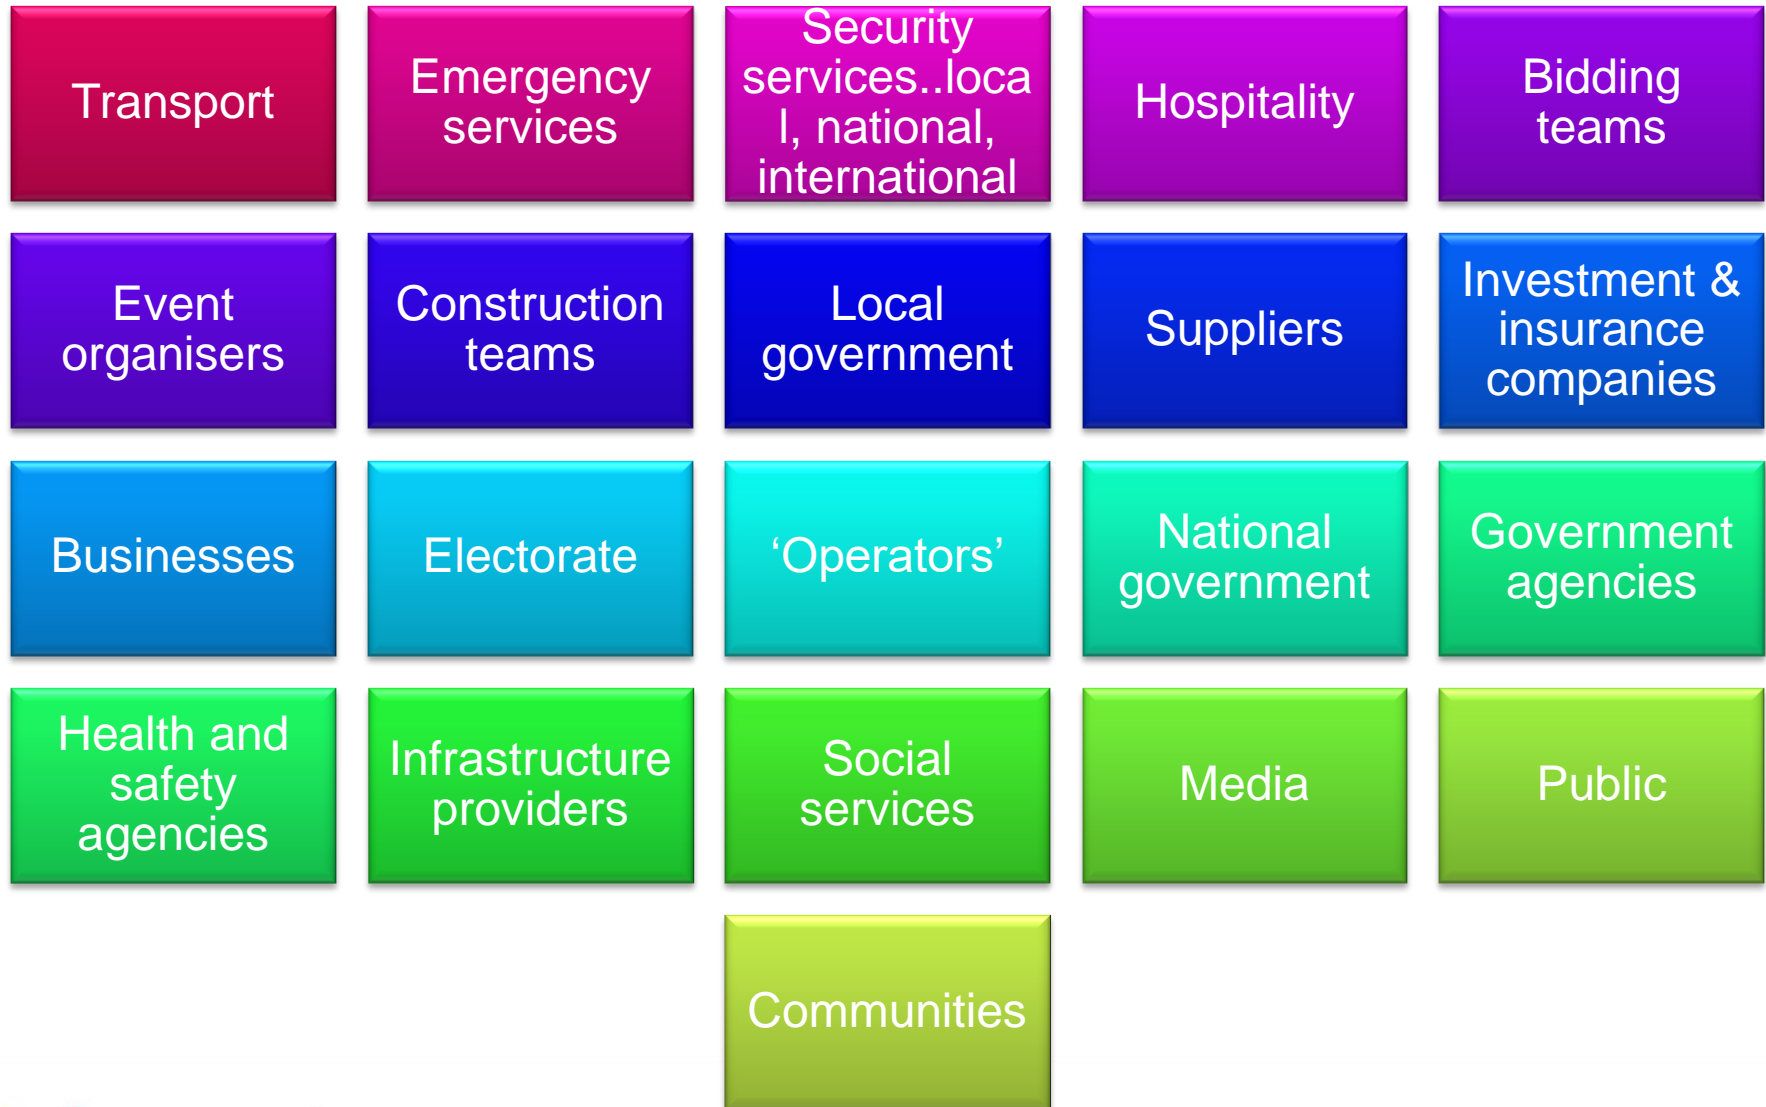 Transport
Emergency
services
Security
services..loca
l, national,
international
Hospitality
Bidding
teams
Event
organisers
Construction
teams
Local
government
Suppliers
Investment &
insurance
companies
Businesses
Electorate
‘Operators’
National
government
Government
agencies
Health and
safety
agencies
Infrastructure
providers
Social
services
Media
Public
Communities